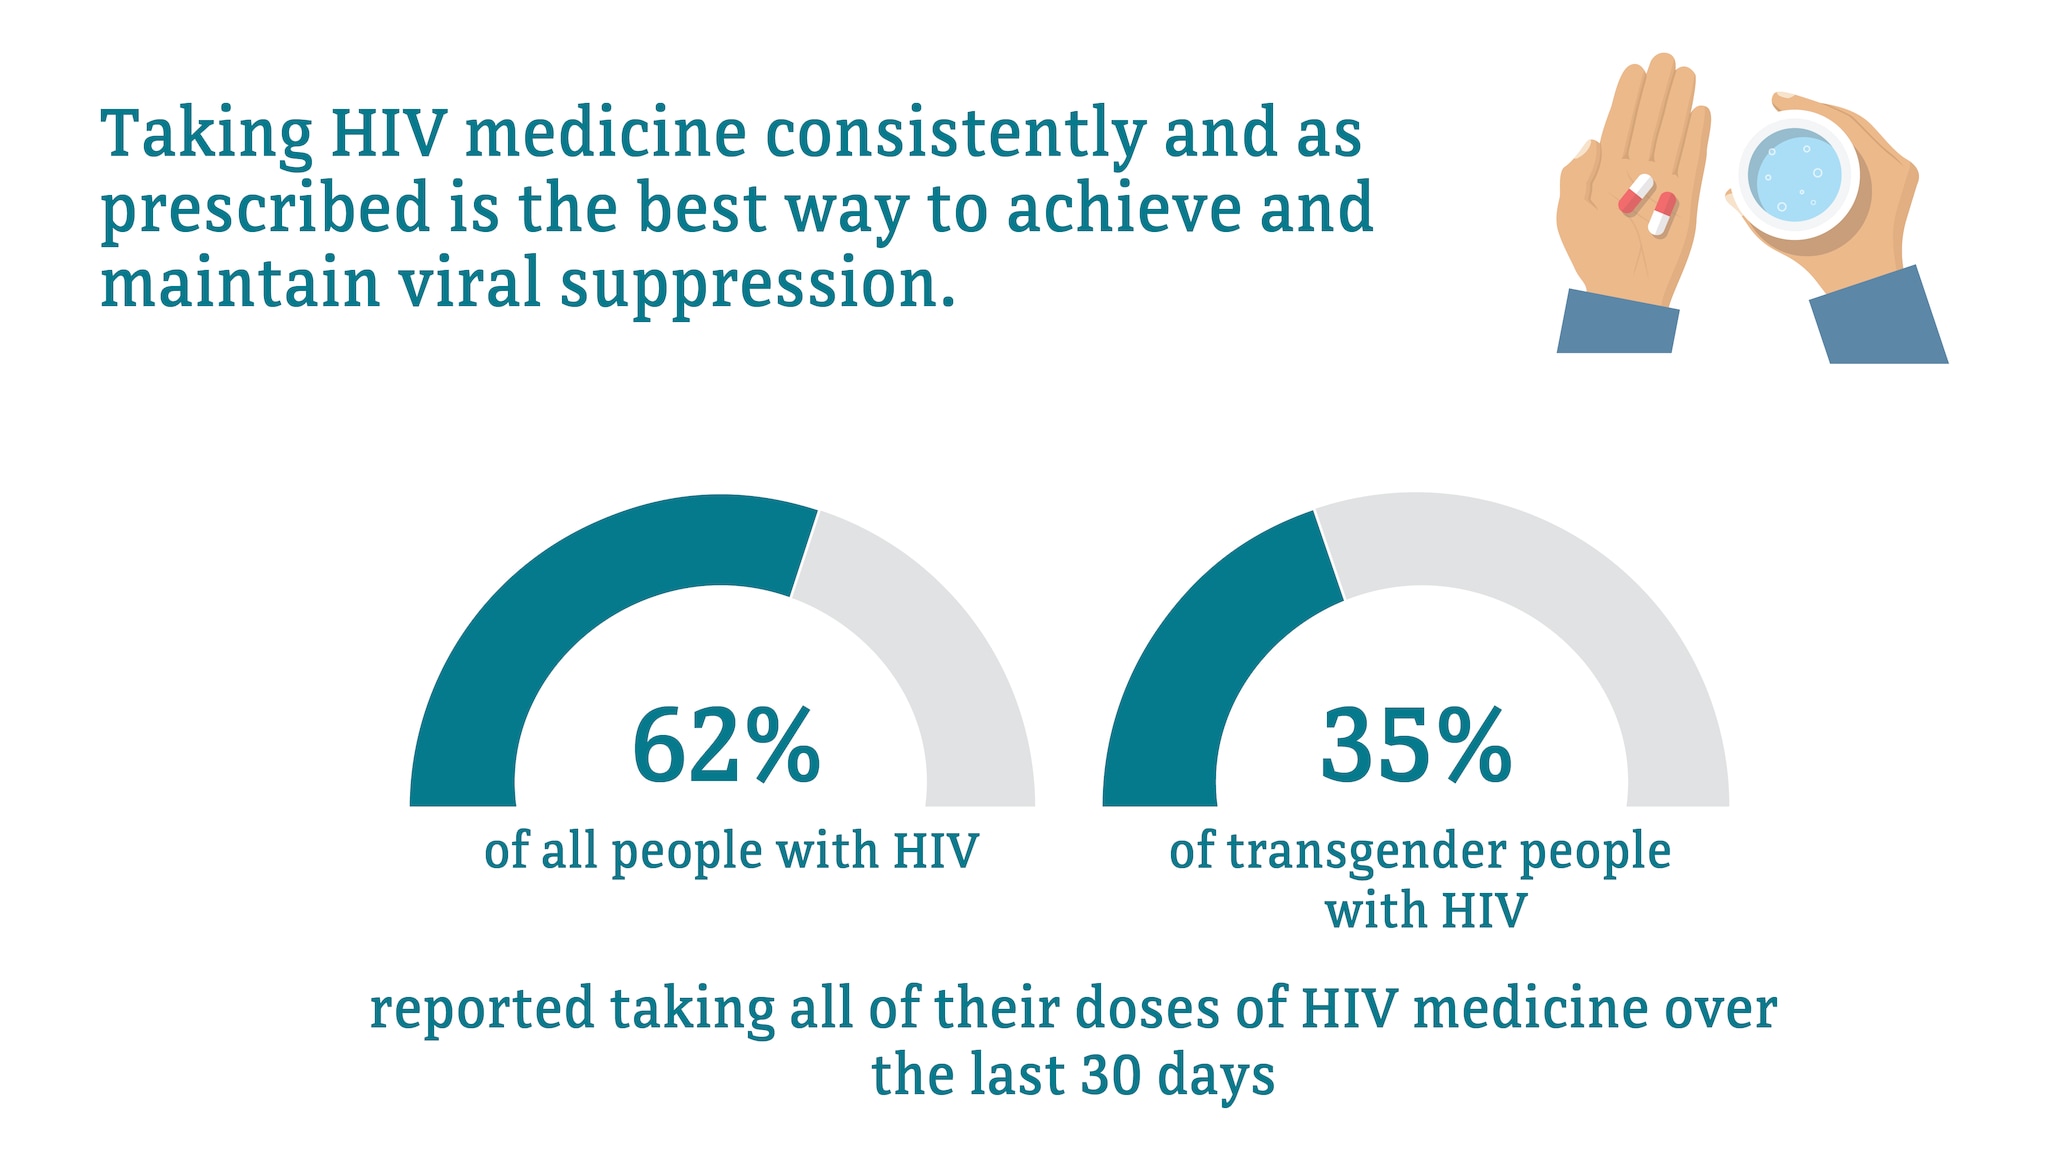 Taking HIV medicine consistently and as
prescribed is the best way to achieve and
maintain viral suppression.
62%
of all people with HIV
35%
of transgender people
with HIV
reported taking all of their doses of HIV medicine over
the last 30 days